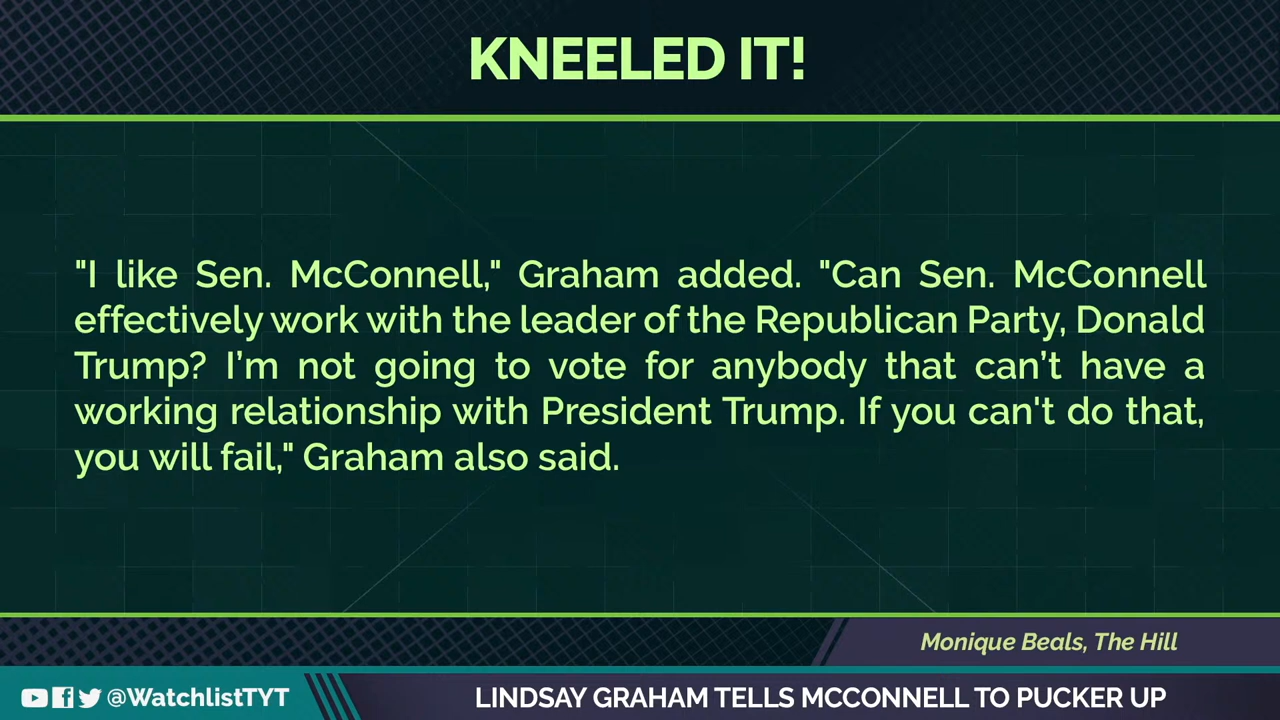 KNEELED IT!
"I like Sen. McConnell," Graham added. "Can Sen. McConnell
effectively work with the leader of the Republican Party, Donald
Trump? I’m not going to vote for anybody that can’t have a
working relationship with President Trump. If you can't do that,
you will fail," Graham also said.
Monique Beals, The Hill
@WatchlistTYT
LINDSAY GRAHAM TELLS MCCONNELL TO PUCKER UP